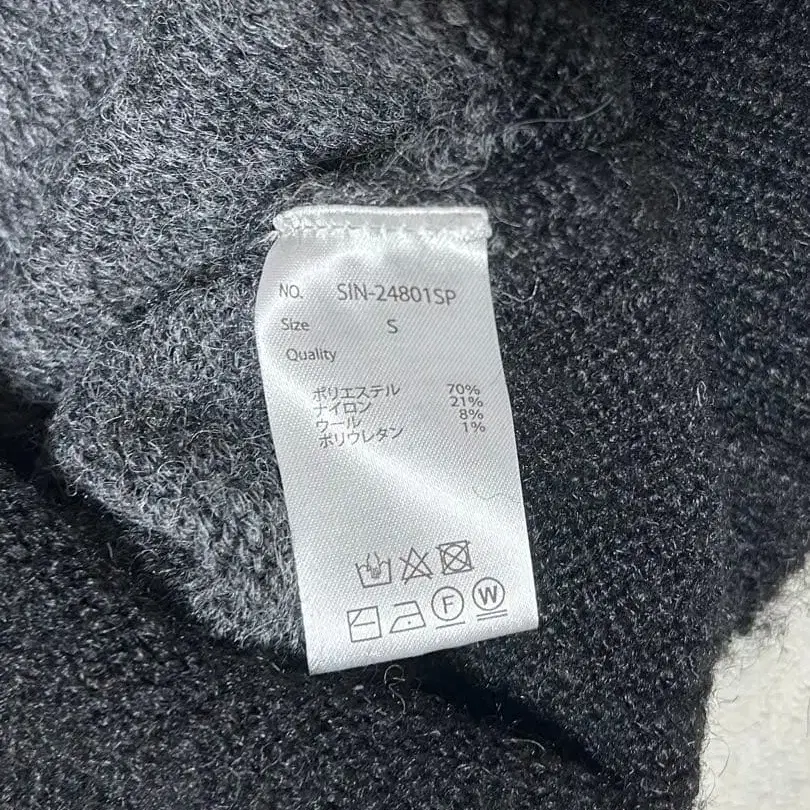 NO. SIN-24801SP
Size S
Quality
ポリエステル 70%
ナイロン 21%
ウール 8%
ポリウレタン 1%
F W